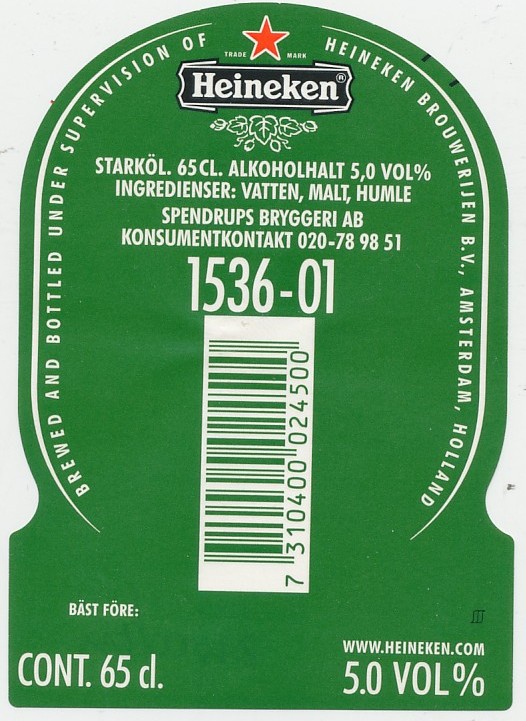 BREWED AND BOTTLED UNDER SUPERVISION OF
HEINEKEN BROUWERIJEN B.V., AMSTERDAM, HOLLAND
TRADE MARK
Heineken®
STARKÖL. 65CL. ALKOHOLHALT 5,0 VOL%
INGREDIENSER: VATTEN, MALT, HUMLE
SPENDRUPS BRYGGERI AB
KONSUMENTKONTAKT 020-78 98 51
1536-01
7 310400 024500
BÄST FÖRE:
CONT. 65 cl.
WWW.HEINEKEN.COM
5.0 VOL%